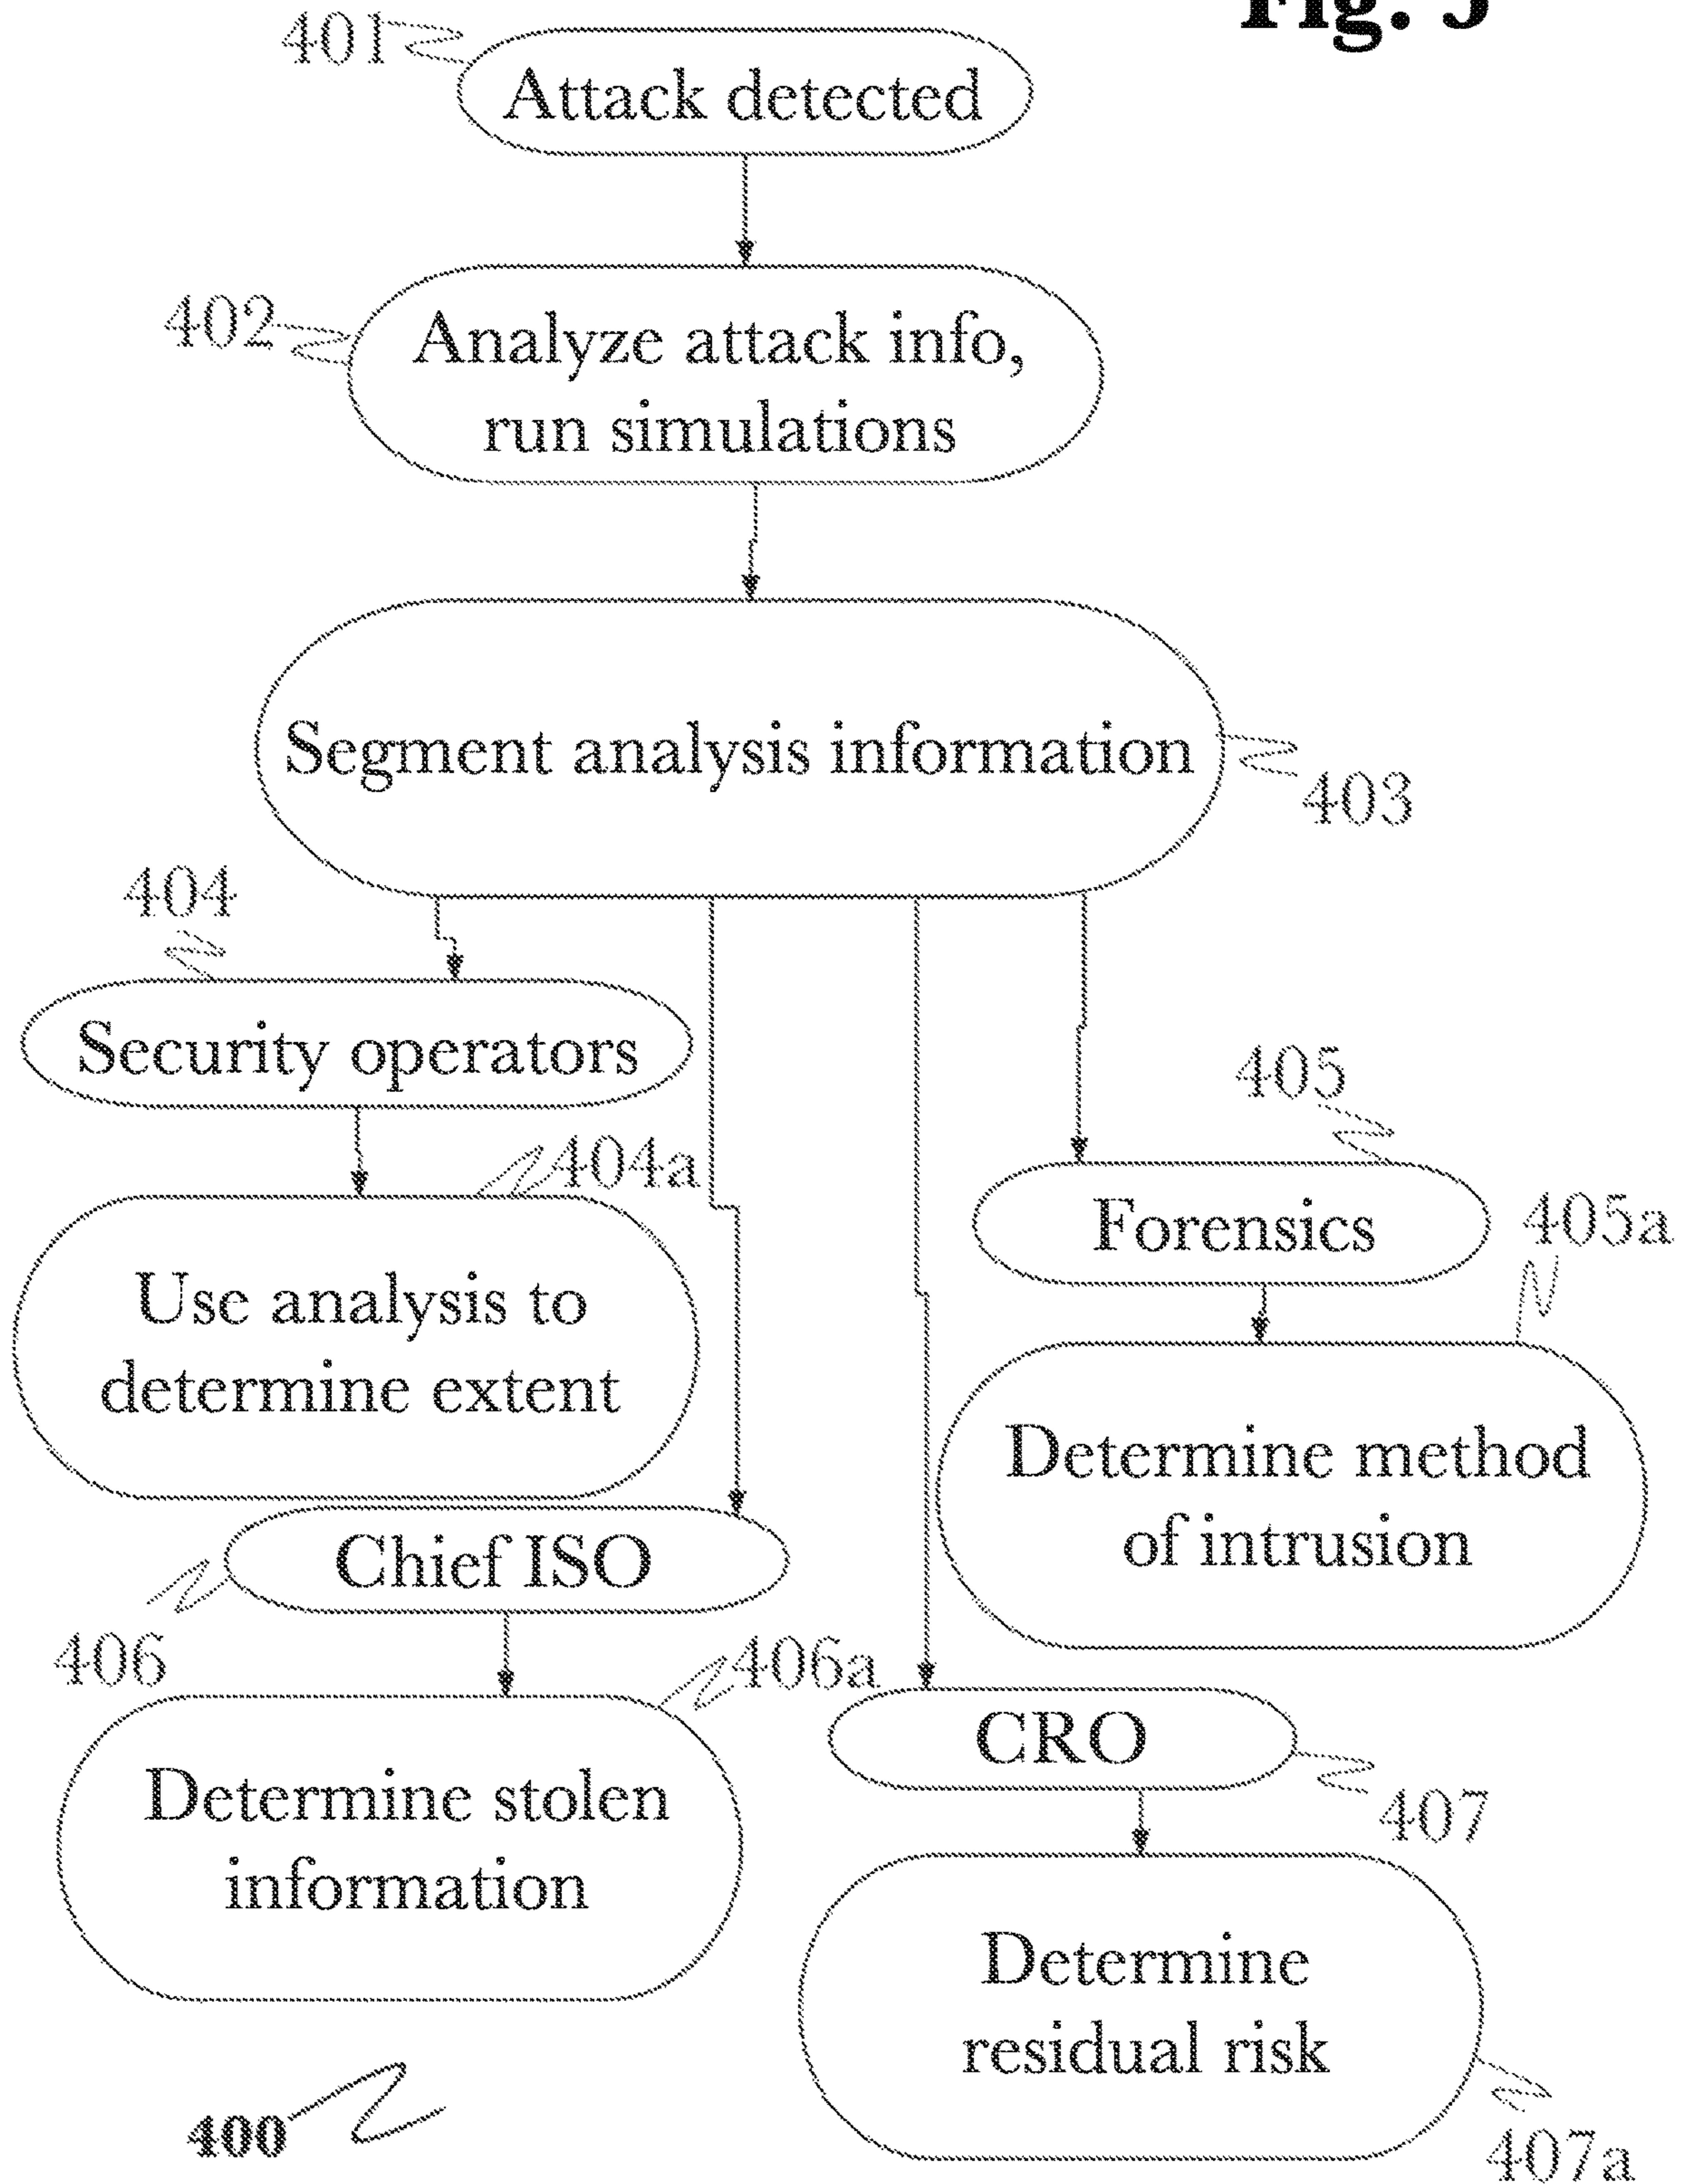 401
Attack detected
402
Analyze attack info,
run simulations
Segment analysis information
403
404
Security operators
404a
Use analysis to
determine extent
405
Forensics
405a
Determine method
of intrusion
Chief ISO
406
406a
Determine stolen
information
CRO
407
Determine
residual risk
407a
400
Fig.